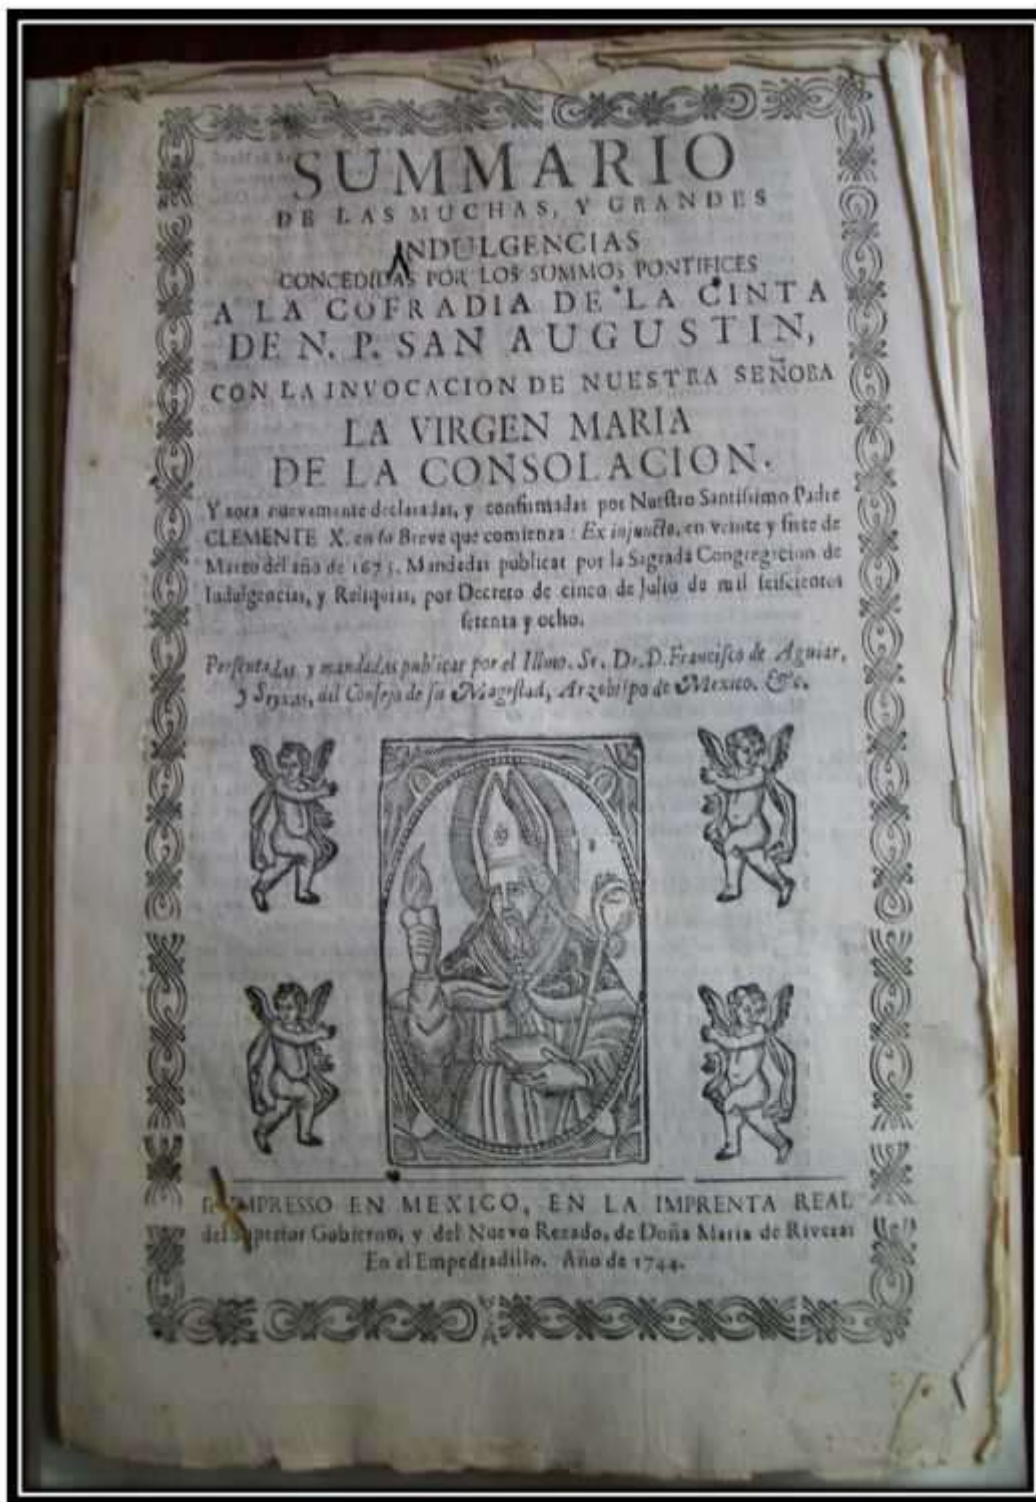 SUMMARIO
DE LAS MUCHAS, Y GRANDES
INDULGENCIAS
CONCEDIDAS POR LOS SUMMOS PONTIFICES
A LA COFRADIA DE LA CINTA
DE N. P. SAN AUGUSTIN,
CON LA INVOCACION DE NUESTRA SEÑORA
LA VIRGEN MARIA
DE LA CONSOLACION.
Y aora nuevamente declaradas, y confirmadas por Nuestro Santissimo Padre
CLEMENTE X. en su Breve que comienza : Ex injuncto, en veinte y siete de
Marzo del año de 1675. Mandadas publicar por la Sagrada Congregacion de
Indulgencias, y Reliquias, por Decreto de cinco de Julio de mil seiscientos
setenta y ocho.
y mandadas publicar por el Illmo. Sr. Dr. D. Francisco de Aguiar,
y Seyxas, del Consejo de su Magestad, Arzobispo de Mexico. &c.
IMPRESSO EN MEXICO, EN LA IMPRENTA REAL
del Superior Gobierno, y del Nuevo Rezado, de Doña Maria de Rivera:
En el Empedradillo. Año de 1744.